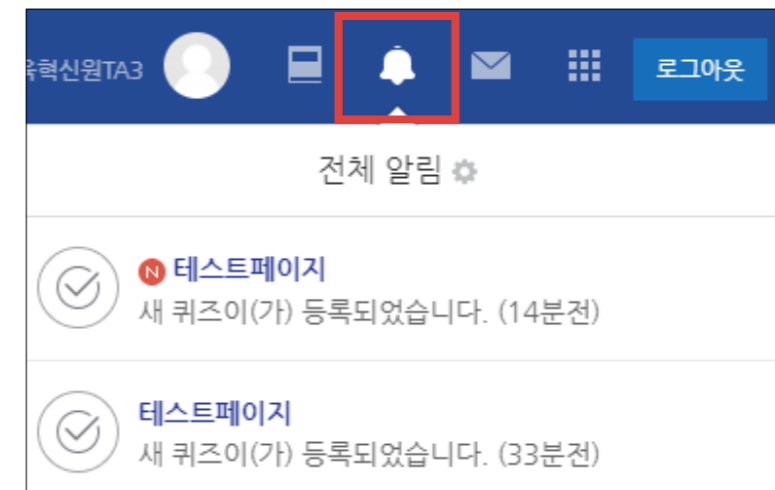 육혁신원TA3 로그아웃
전체 알림
N 테스트페이지
새 퀴즈이(가) 등록되었습니다. (14분전)
테스트페이지
새 퀴즈이(가) 등록되었습니다. (33분전)